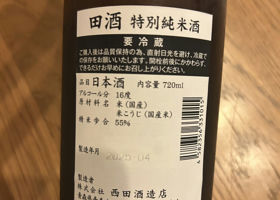 田酒 特別純米酒
要冷蔵
ご購入後は品質保持の為、直射日光を避け、冷蔵で
の保存をお願いいたします。開栓前後にかかわらず、
できるだけお早めにお召し上がりください。
品目 日本酒 内容量 720ml
アルコール分 16度
原材料名 米(国産)
米こうじ(国産米)
精米歩合 55%
製造年月
2025-04
製造者
株式会社 西田酒造店
4582956331015